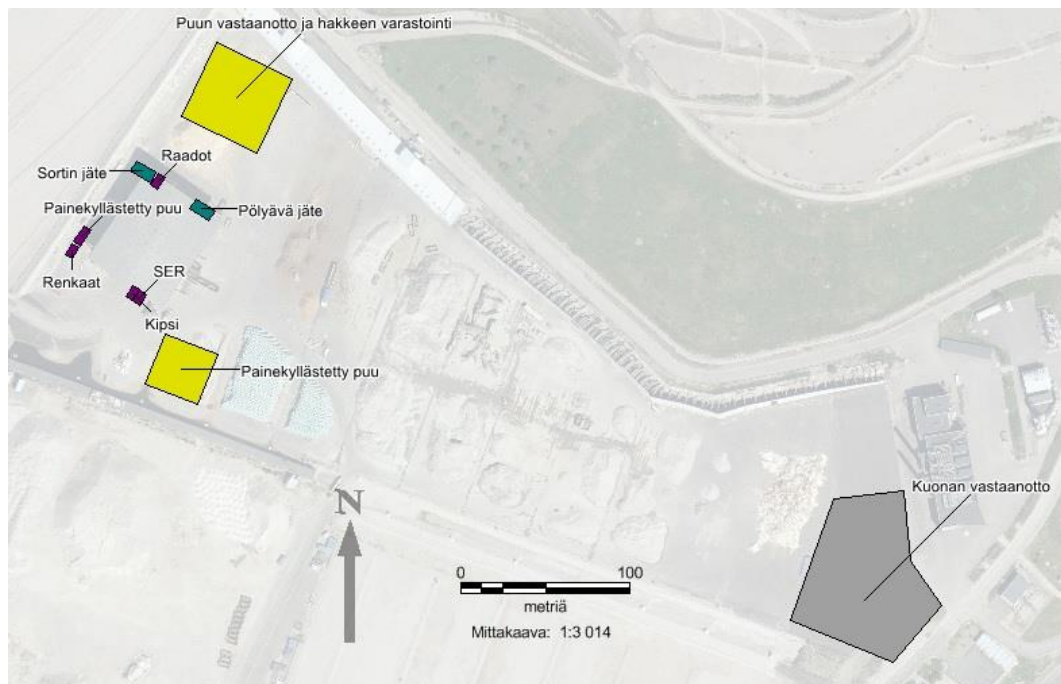 Puun vastaanotto ja hakkeen varastointi
Raadot
Sortin jäte
Painekyllästetty puu
Pölyävä jäte
Renkaat
SER
Kipsi
Painekyllästetty puu
Kuonan vastaanotto
N
0 100
metriä
Mittakaava: 1:3 014